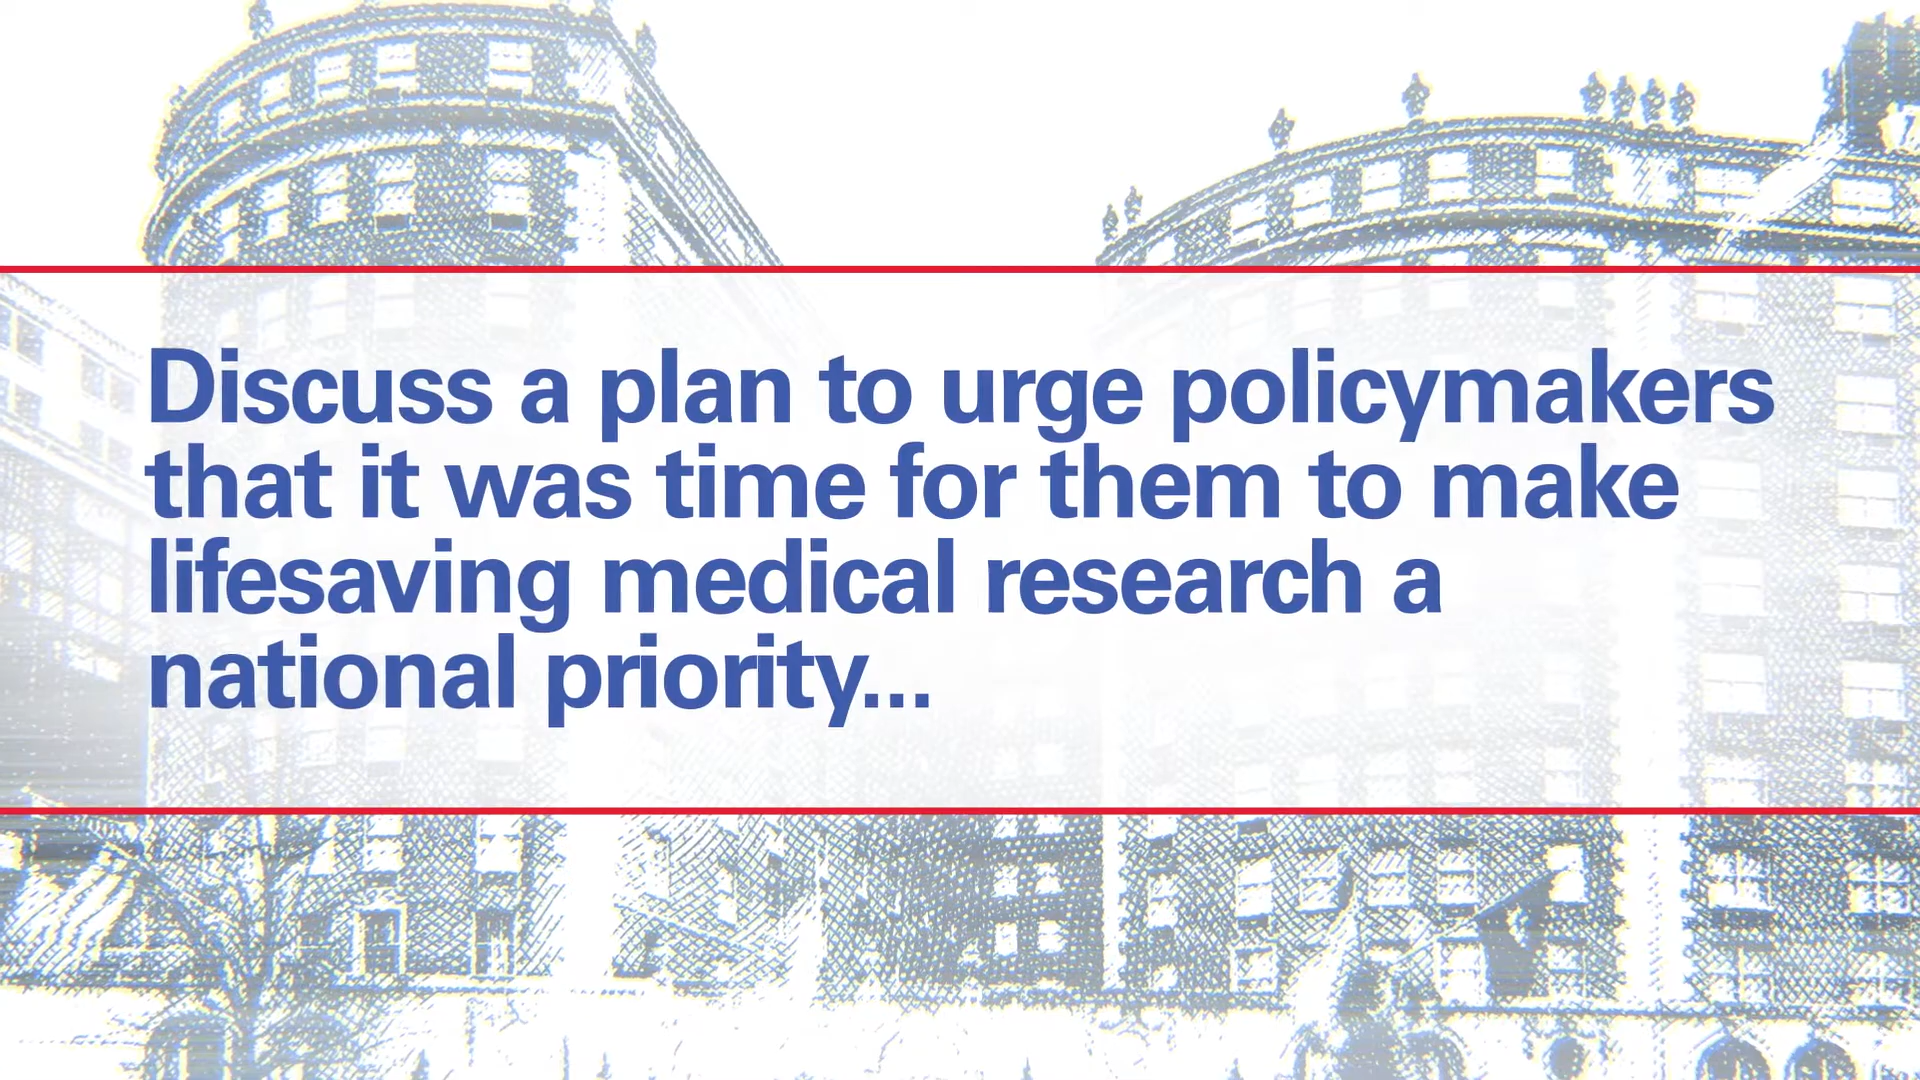 Discuss a plan to urge policymakers
that it was time for them to make
lifesaving medical research a
national priority...